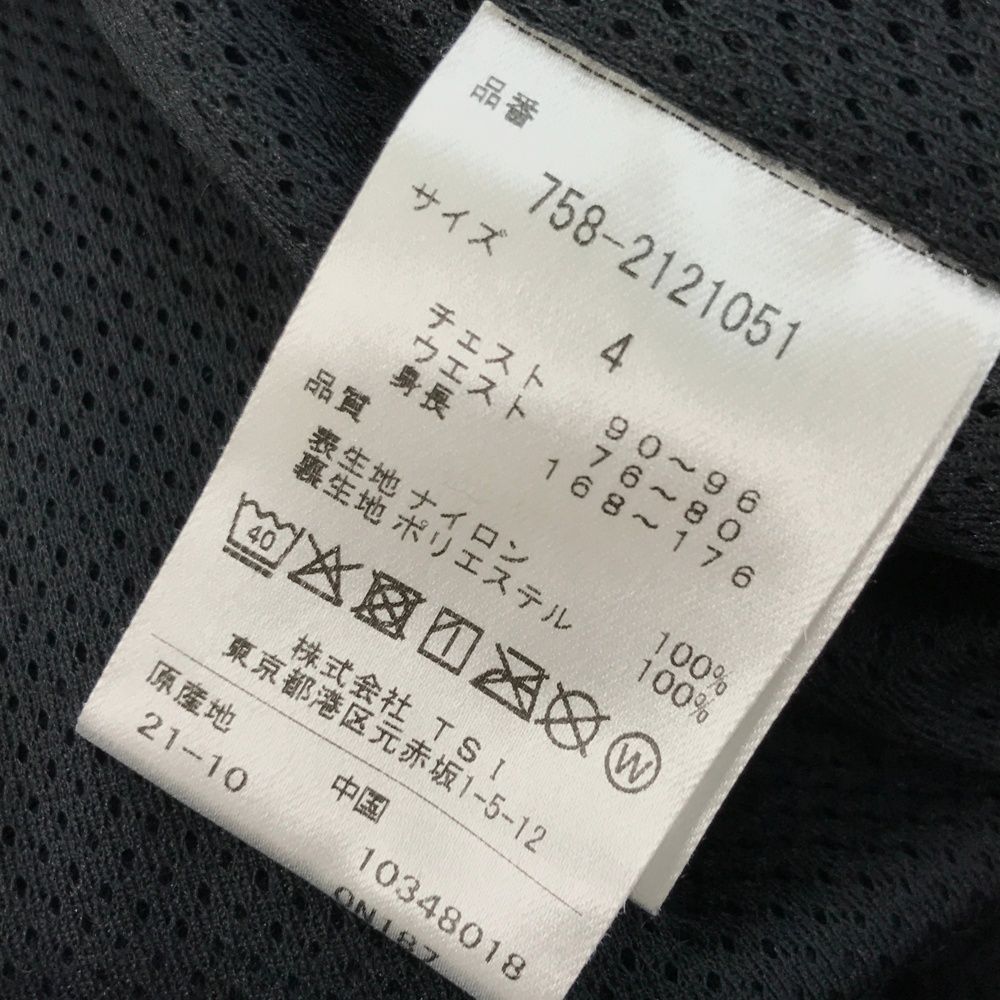 品番
758-2121051
サイズ
4
チェスト 90～96
ウエスト 76～80
身長 168～176
品質
表生地 ナイロン 100%
裏生地 ポリエステル 100%
40
W
株式会社 TSI
東京都港区元赤坂1-5-12
原産地 中国
21-10 10348018